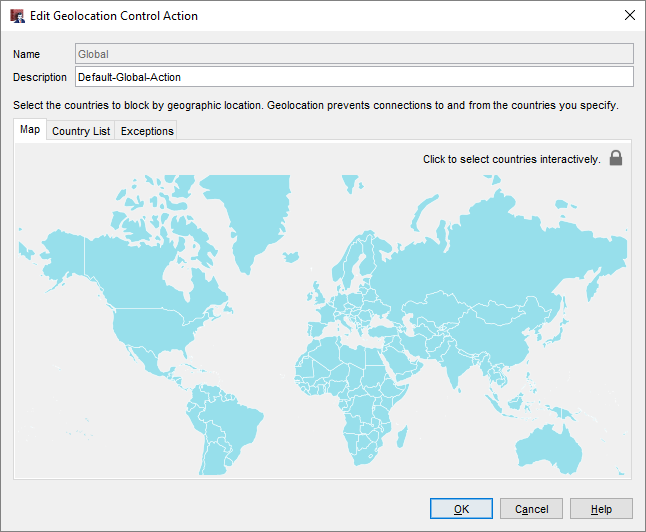 Edit Geolocation Control Action
Name Global
Description Default-Global-Action
Select the countries to block by geographic location. Geolocation prevents connections to and from the countries you specify.
Map Country List Exceptions
Click to select countries interactively.
OK Cancel Help